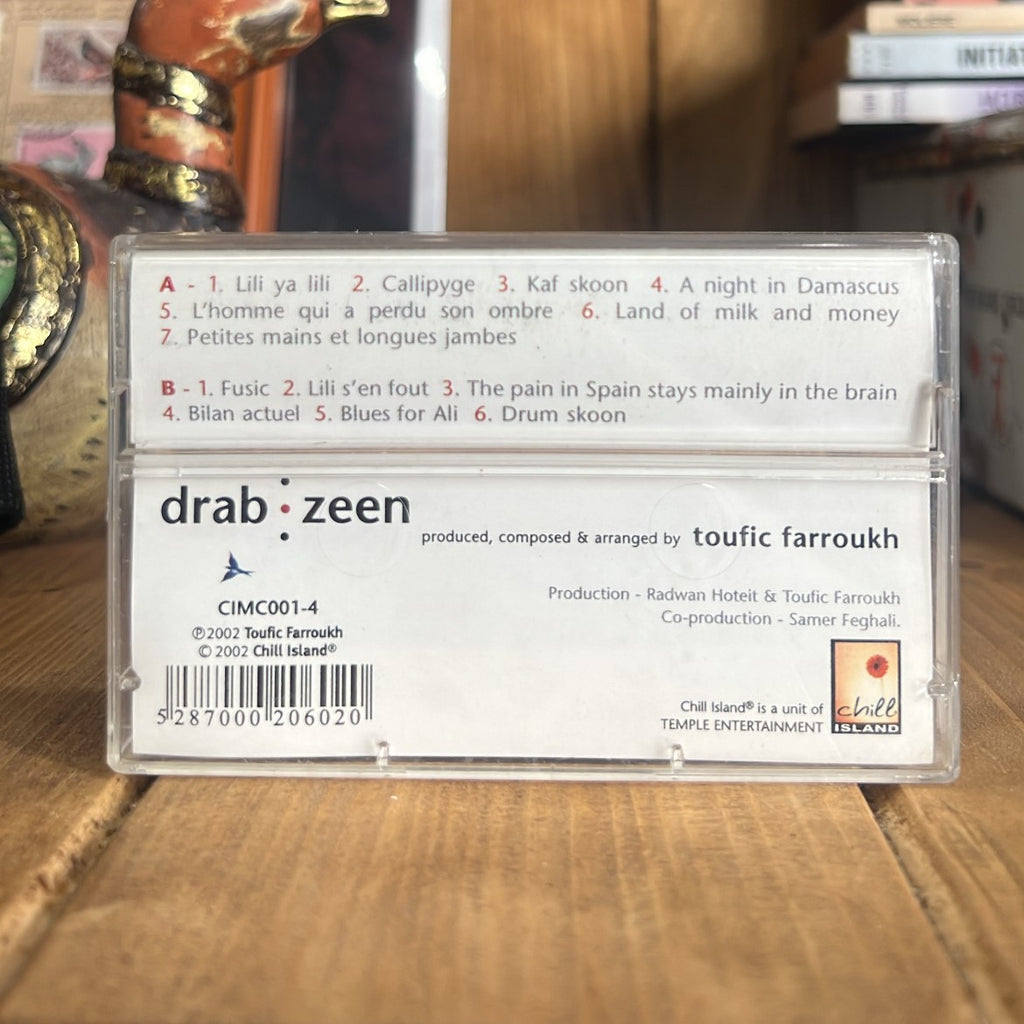 INITIAT
A - 1. Lili ya lili 2. Callipyge 3. Kaf skoon 4. A night in Damascus
5. L'homme qui a perdu son ombre 6. Land of milk and money
7. Petites mains et longues jambes
B - 1. Fusic 2. Lili s'en fout 3. The pain in Spain stays mainly in the brain
4. Bilan actuel 5. Blues for Ali 6. Drum skoon
drab : zeen
produced, composed & arranged by toufic farroukh
CIMC001-4
℗2002 Toufic Farroukh
© 2002 Chill Island®
5 287000 206020
Production - Radwan Hoteit & Toufic Farroukh
Co-production - Samer Feghali.
Chill Island® is a unit of
TEMPLE ENTERTAINMENT
chill
ISLAND